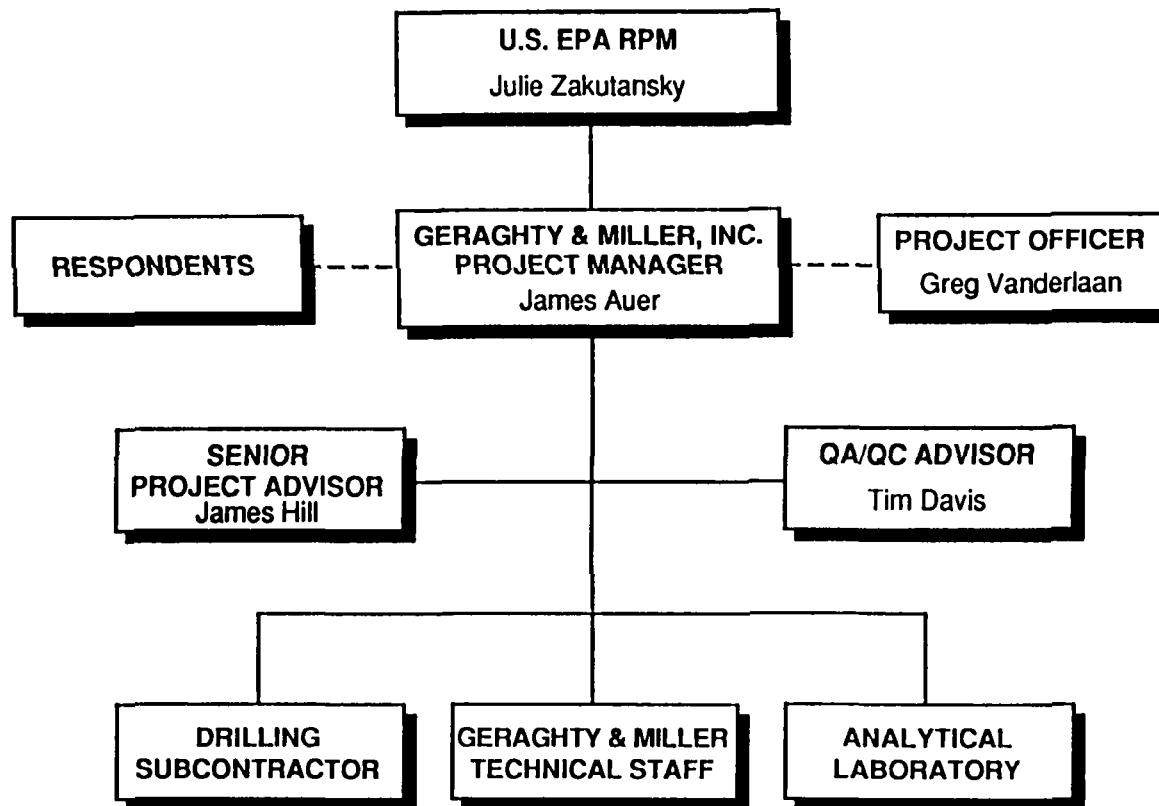 U.S. EPA RPM
Julie Zakutansky
RESPONDENTS
GERAGHTY & MILLER, INC.
PROJECT MANAGER
James Auer
PROJECT OFFICER
Greg Vanderlaan
SENIOR
PROJECT ADVISOR
James Hill
QA/QC ADVISOR
Tim Davis
DRILLING
SUBCONTRACTOR
GERAGHTY & MILLER
TECHNICAL STAFF
ANALYTICAL
LABORATORY